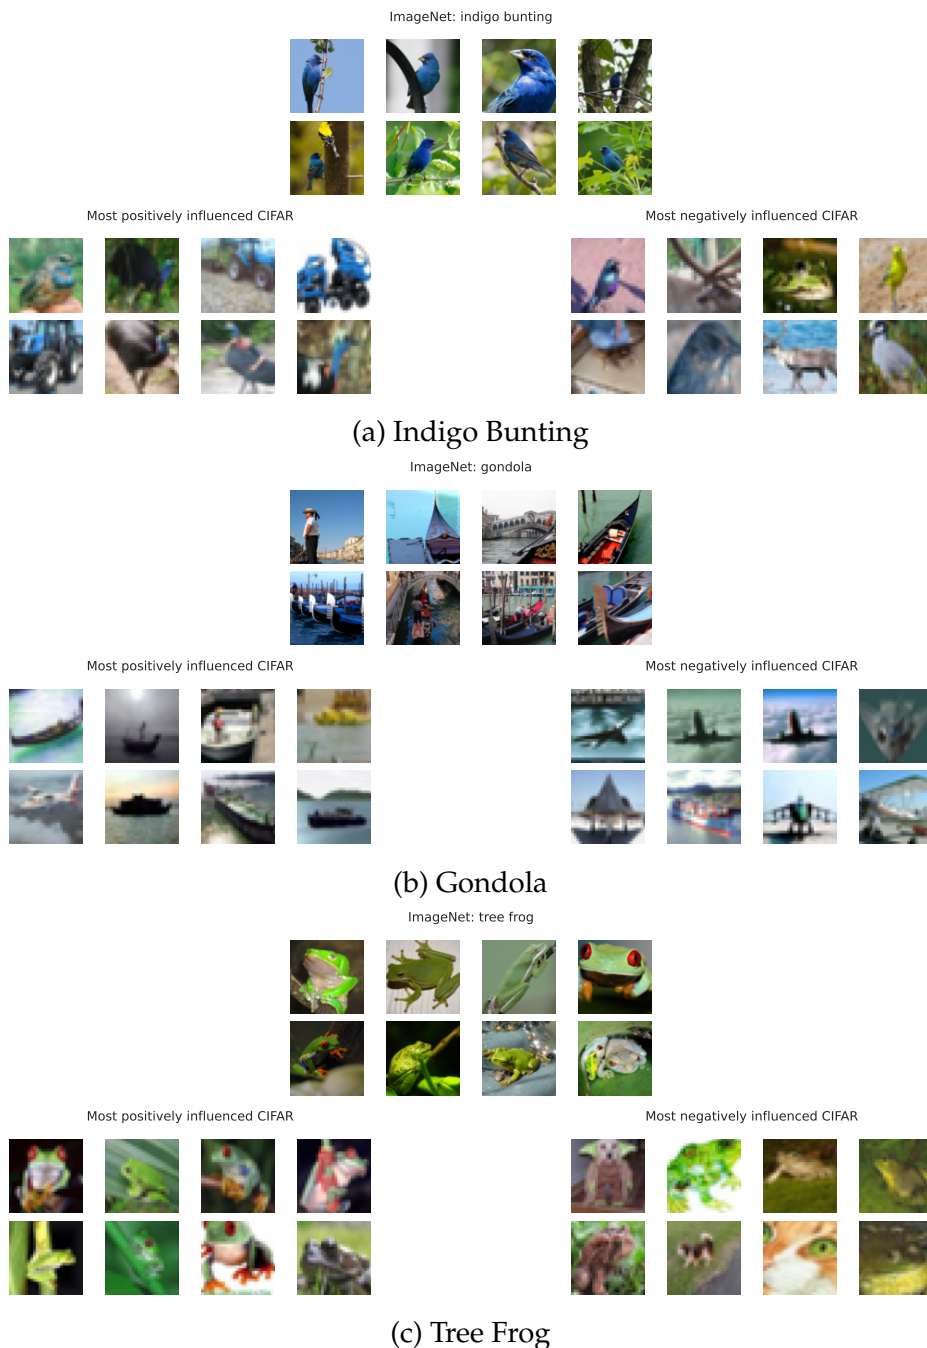 ImageNet: indigo bunting
Most positively influenced CIFAR
Most negatively influenced CIFAR
(a) Indigo Bunting
ImageNet: gondola
Most positively influenced CIFAR
Most negatively influenced CIFAR
(b) Gondola
ImageNet: tree frog
Most positively influenced CIFAR
Most negatively influenced CIFAR
(c) Tree Frog